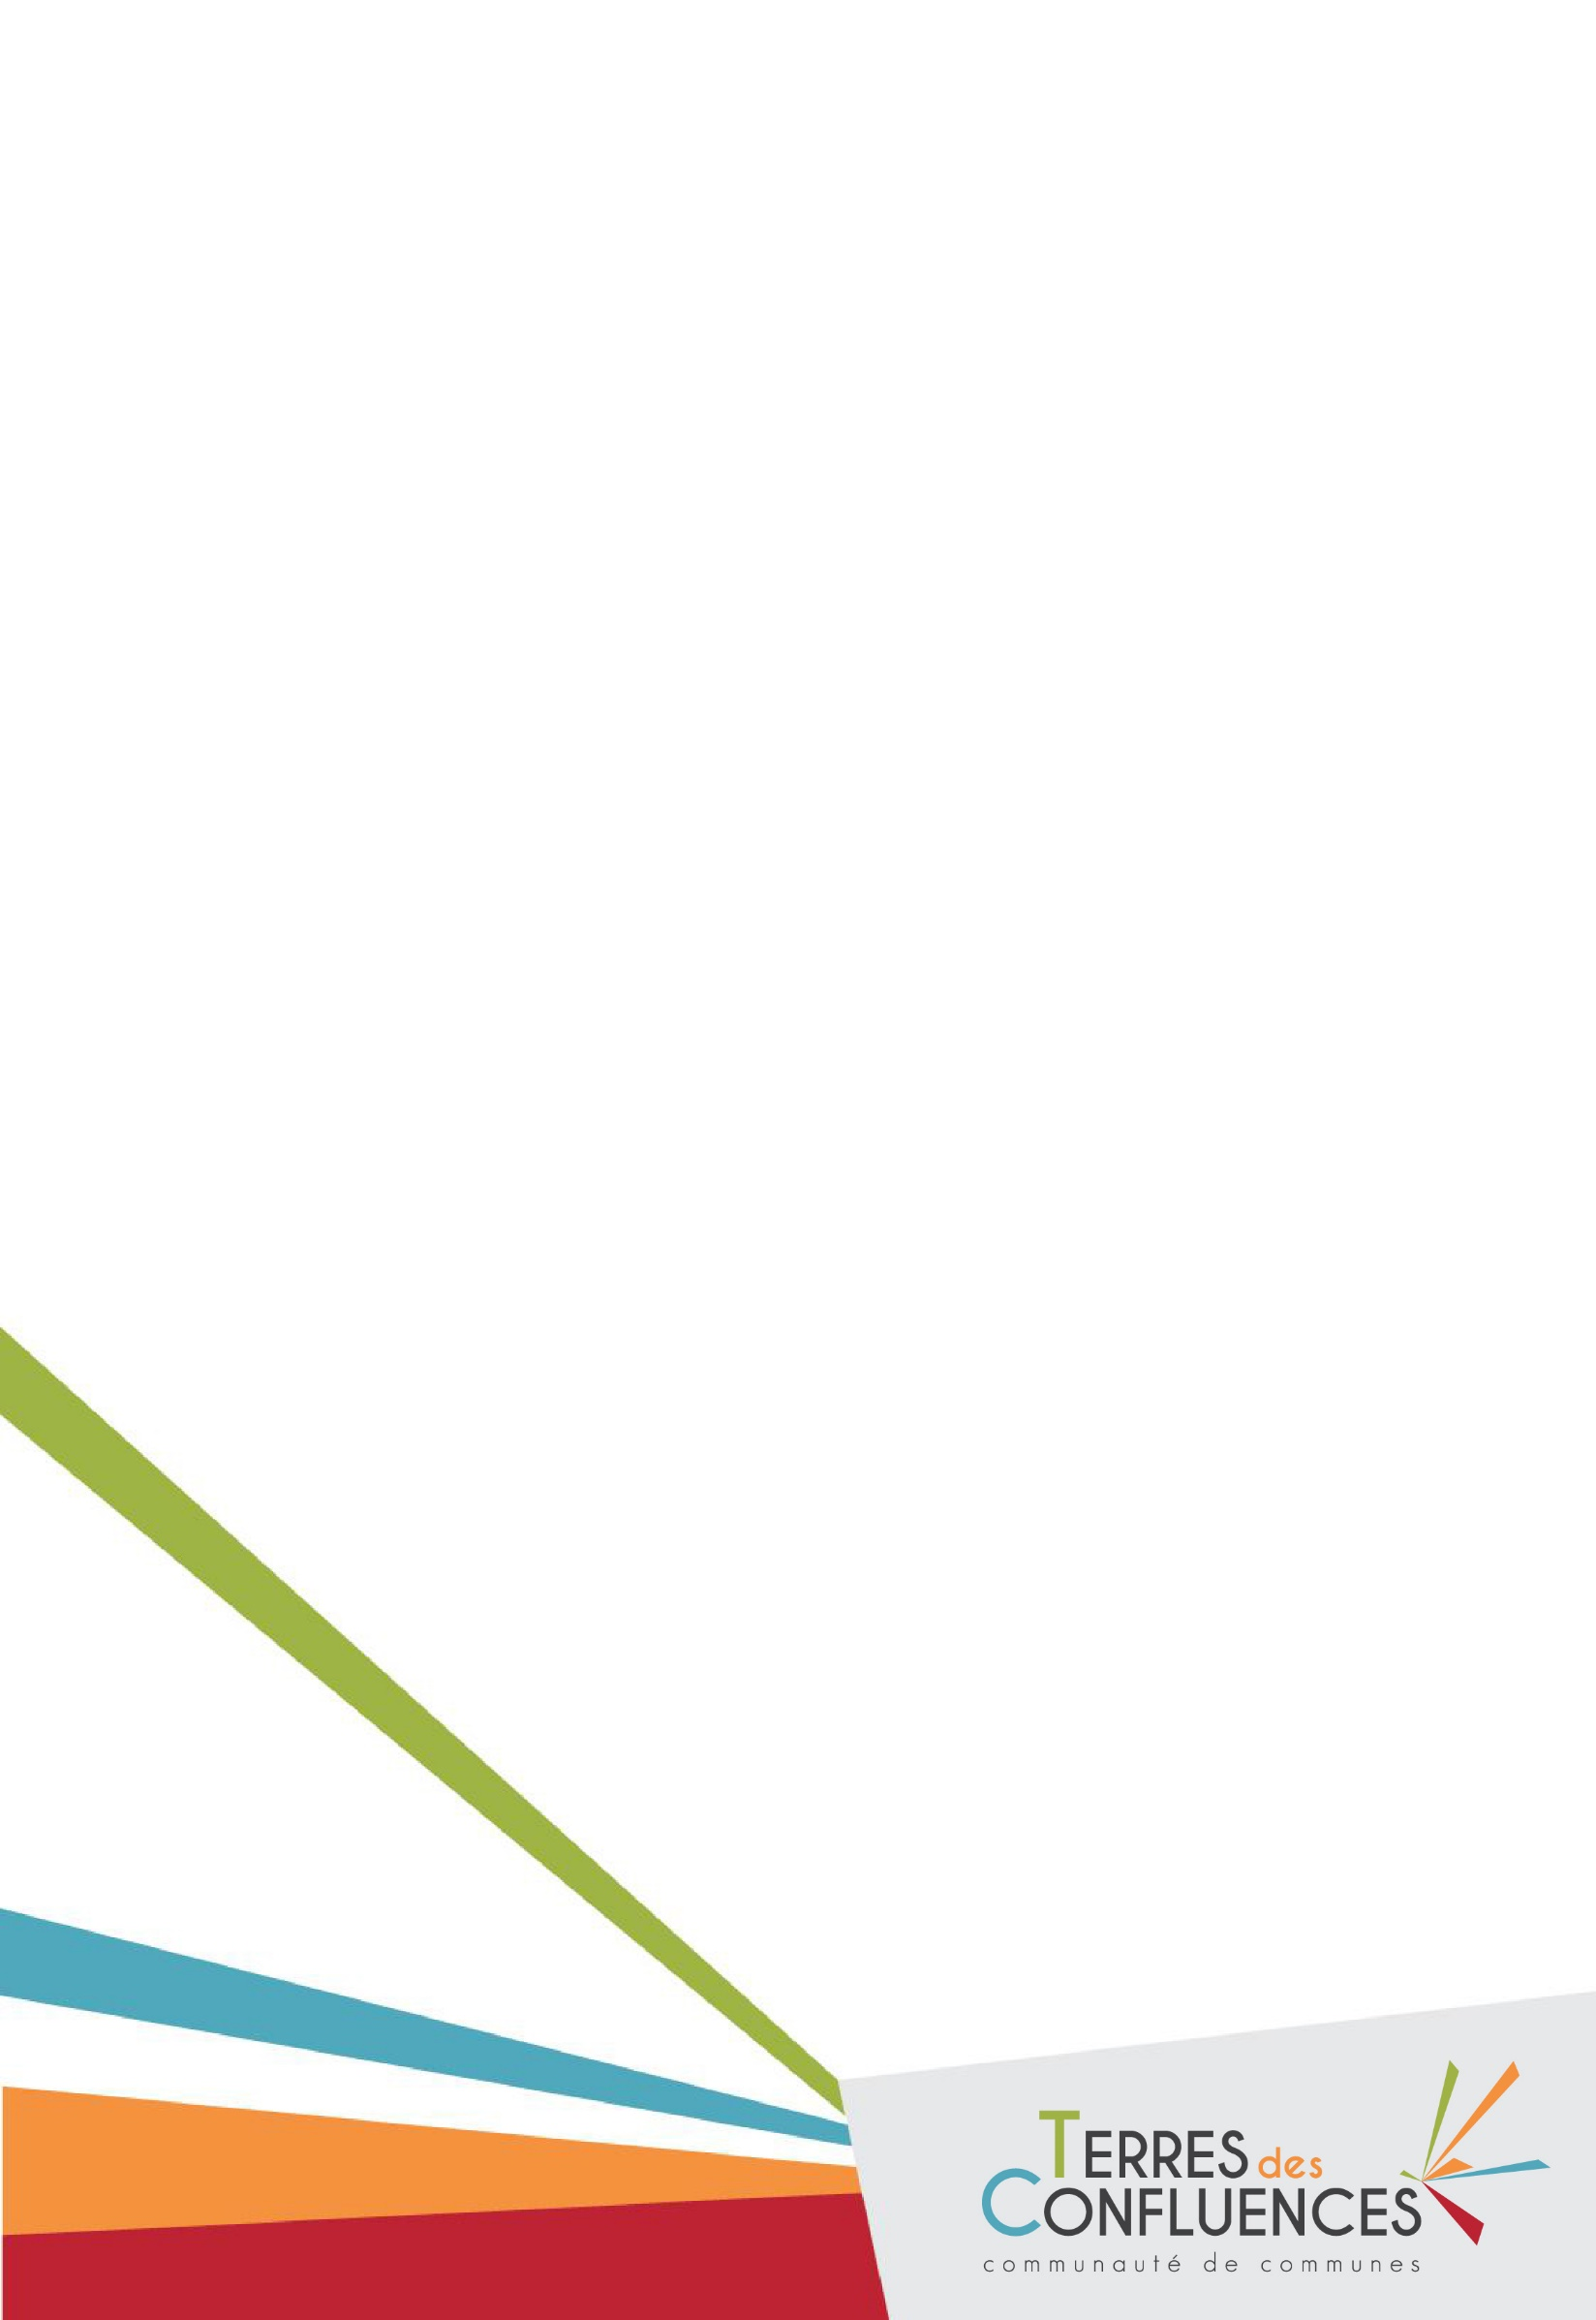 TERRES des
CONFLUENCES
communauté de communes